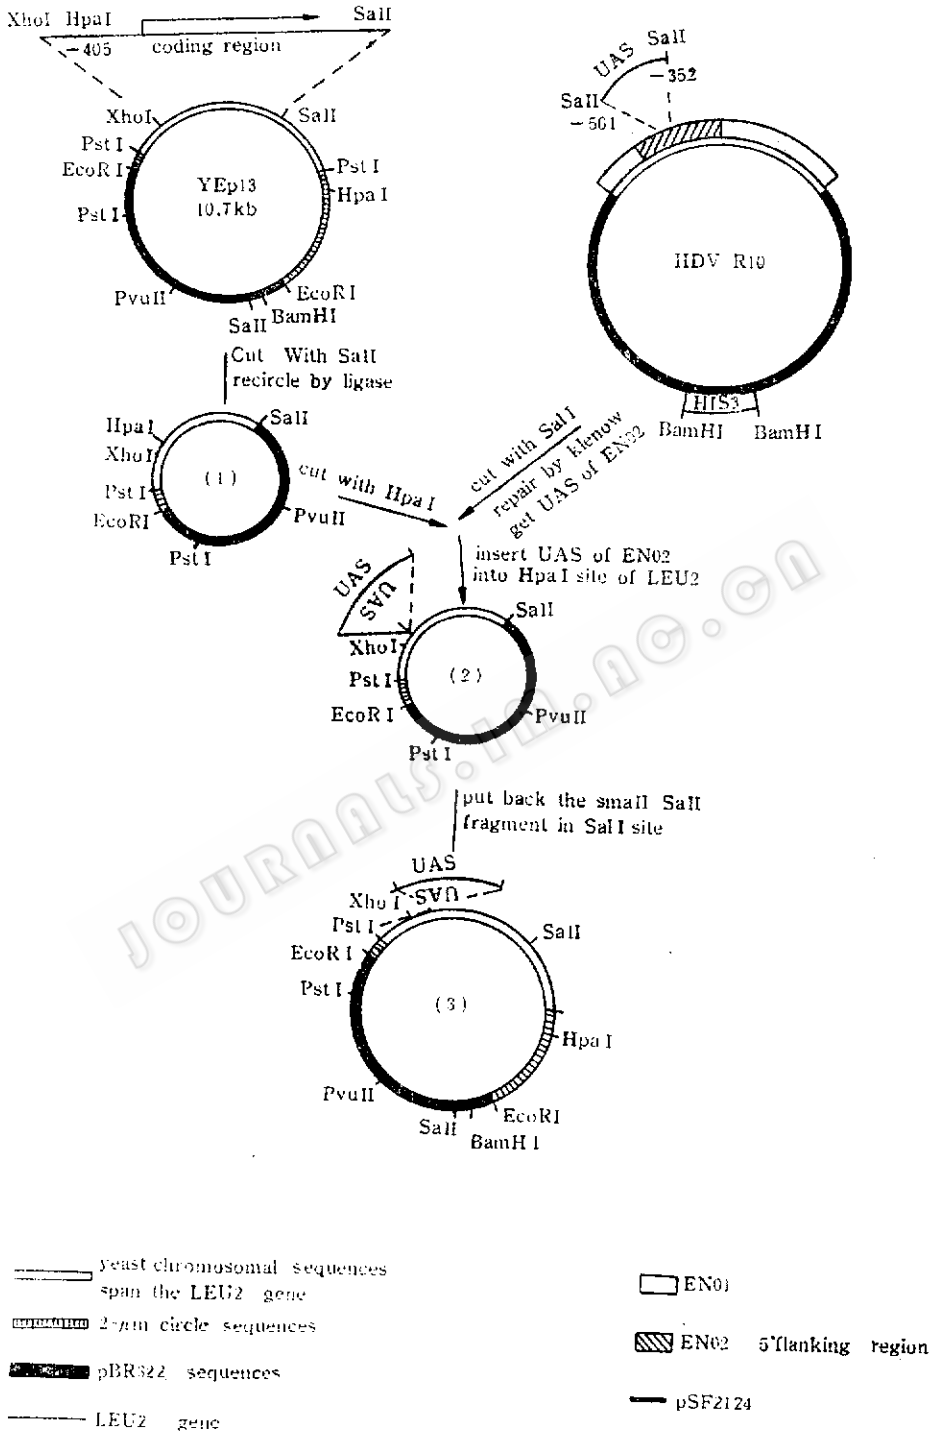 XhoI HpaI SalI
-405 coding region
UAS SalI
-352
SalI
-501
XhoI SalI
PstI PstI
EcoRI HpaI
YEp13
10.7kb
PstI
HDV R10
PvuII EcoRI
BamHI
SalI
Cut With SalI
recircle by ligase
HIS3
BamHI BamHI
HpaI SalI
XhoI
(1)
PstI
EcoRI PvuII
PstI
cut with HpaI
cut with SalI
repair by klenow
get UAS of EN02
insert UAS of EN02
into HpaI site of LEU2
UAS
UAS
SalI
XhoI
PstI (2)
EcoRI PvuII
PstI
put back the small SalI
fragment in SalI site
UAS
UAS
XhoI
PstI SalI
EcoRI
PstI (3)
HpaI
PvuII
EcoRI
SalI
BamHI
JOURNALS.IM.AC.CN
yeast chromosomal sequences
span the LEU2 gene
2-μm circle sequences
pBR322 sequences
LEU2 gene
EN01
EN02 5'flanking region
pSF2124